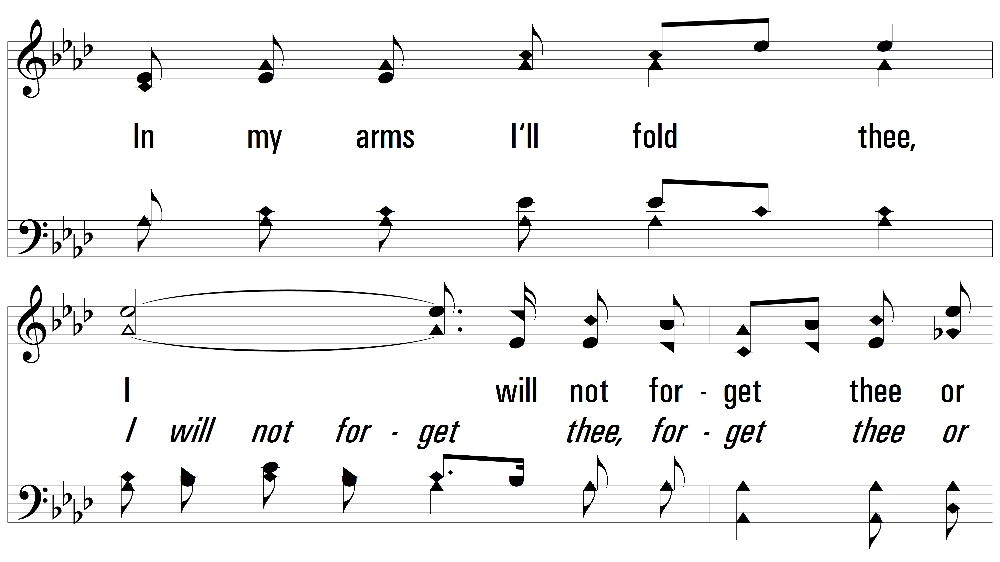 In my arms I‘ll fold thee,
I will not for - get thee or
I will not for - get thee, for - get thee or